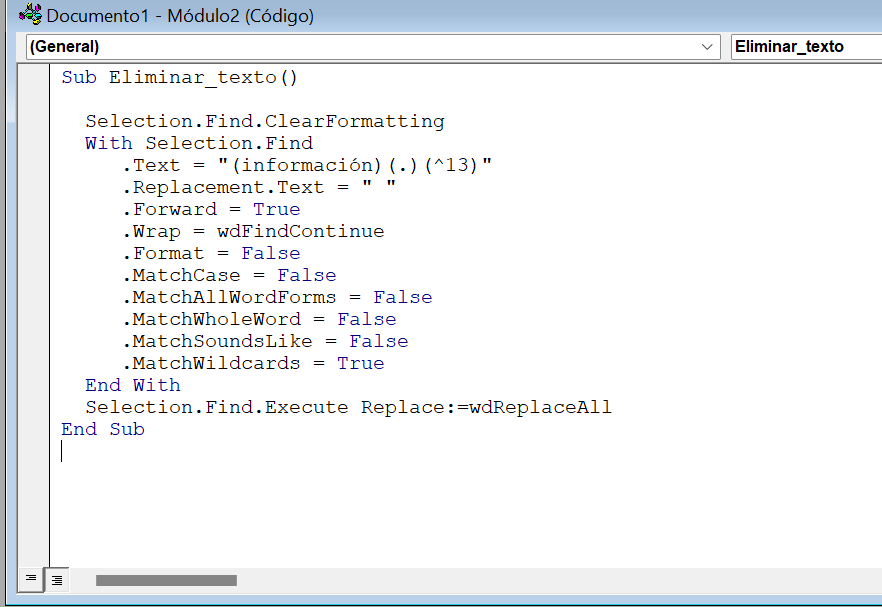 Documento1 - Módulo2 (Código)
(General) Eliminar_texto
Sub Eliminar_texto()
Selection.Find.ClearFormatting
With Selection.Find
.Text = "(información)(.)(^13)"
.Replacement.Text = " "
.Forward = True
.Wrap = wdFindContinue
.Format = False
.MatchCase = False
.MatchAllWordForms = False
.MatchWholeWord = False
.MatchSoundsLike = False
.MatchWildcards = True
End With
Selection.Find.Execute Replace:=wdReplaceAll
End Sub